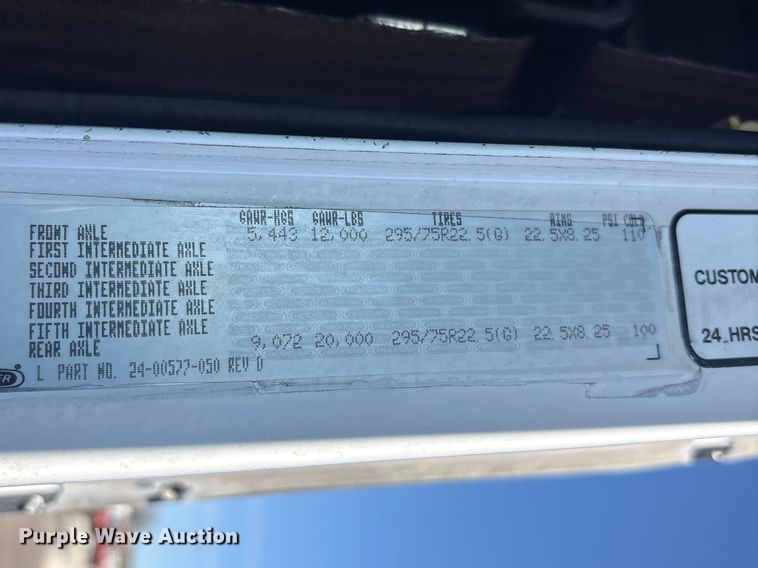 GAWR-KGS GAWR-LBS TIRES RIMS PSI COLD
FRONT AXLE 5,443 12,000 295/75R22.5(G) 22.5X8.25 110
FIRST INTERMEDIATE AXLE
SECOND INTERMEDIATE AXLE
THIRD INTERMEDIATE AXLE
FOURTH INTERMEDIATE AXLE
FIFTH INTERMEDIATE AXLE
REAR AXLE 9,072 20,000 295/75R22.5(G) 22.5X8.25 100
L PART NO. 24-00577-050 REV D
CUSTOM
24 HRS
Purple Wave Auction